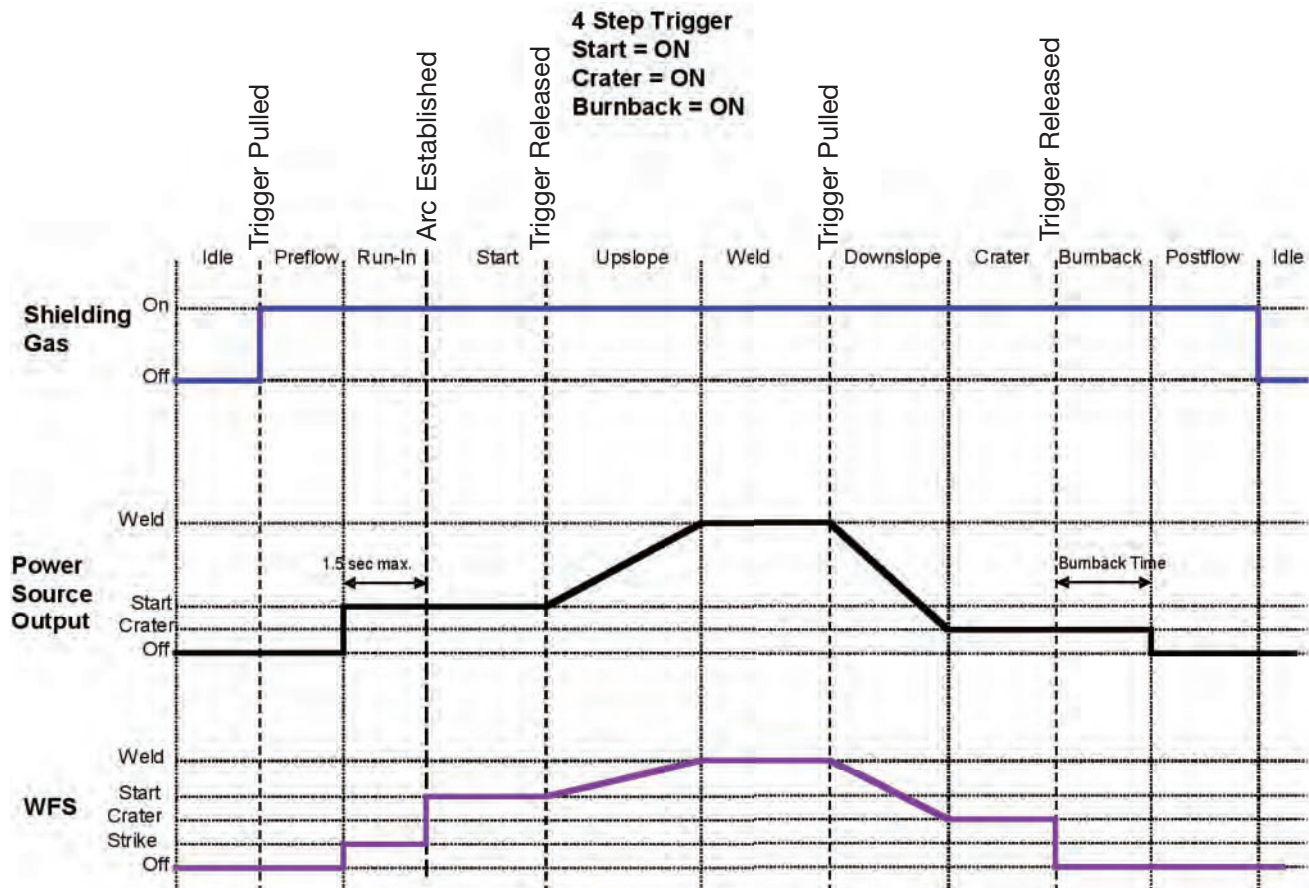 4 Step Trigger
Start = ON
Crater = ON
Burnback = ON
Trigger Pulled
Arc Established
Trigger Released
Trigger Pulled
Trigger Released
Idle
Preflow
Run-In
Start
Upslope
Weld
Downslope
Crater
Burnback
Postflow
Idle
Shielding
Gas
On
Off
Power
Source
Output
Weld
Start
Crater
Off
1.5 sec max.
Burnback Time
WFS
Weld
Start
Crater
Strike
Off